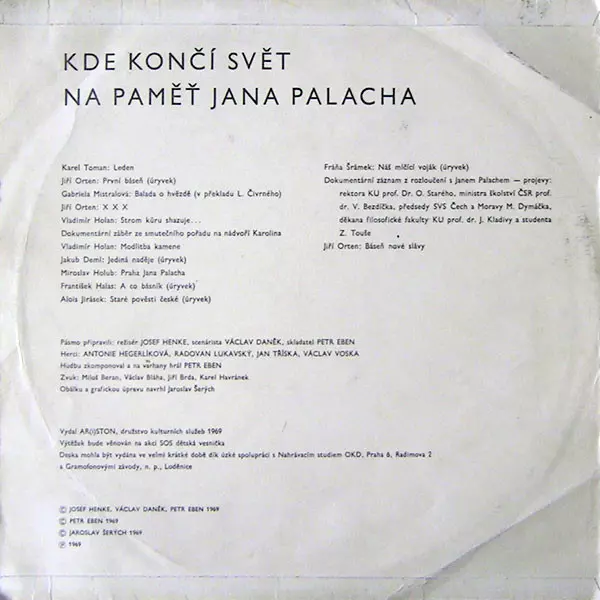 KDE KONČÍ SVĚT
NA PAMĚŤ JANA PALACHA
Karel Toman: Leden
Jiří Orten: První báseň (úryvek)
Gabriela Mistralová: Balada o hvězdě (v překladu L. Čivrného)
Jiří Orten: X X X
Vladimír Holan: Strom kůru shazuje...
Dokumentární záběr ze smutečního pořadu na nádvoří Karolina
Vladimír Holan: Modlitba kamene
Jakub Deml: Jediná naděje (úryvek)
Miroslav Holub: Praha Jana Palacha
František Halas: A co básník (úryvek)
Alois Jirásek: Staré pověsti české (úryvek)
Fráňa Šrámek: Náš mlčící voják (úryvek)
Dokumentární záznam z rozloučení s Janem Palachem — projevy:
rektora KU prof. Dr. O. Starého, ministra školství ČSR prof.
dr. V. Bezdíčka, předsedy SVS Čech a Moravy M. Dymáčka,
děkana filosofické fakulty KU prof. dr. J. Kladivy a studenta
Z. Touše
Jiří Orten: Báseň nové slávy
Pásmo připravili: režisér JOSEF HENKE, scenárista VÁCLAV DANĚK, skladatel PETR EBEN
Herci: ANTONIE HEGERLÍKOVÁ, RADOVAN LUKAVSKÝ, JAN TŘÍSKA, VÁCLAV VOSKA
Hudbu zkomponoval a na varhany hrál PETR EBEN
Zvuk: Miloš Beran, Václav Bláha, Jiří Brda, Karel Havránek
Obálku a grafickou úpravu navrhl Jaroslav Šerých
Vydal AR(i)STON, družstvo kulturních služeb 1969
Výtěžek bude věnován na akci SOS dětská vesnička
Deska mohla být vydána ve velmi krátké době dík úzké spolupráci s Nahrávacím studiem OKD, Praha 6, Radimova 2
a Gramofonovými závody, n. p., Loděnice
© JOSEF HENKE, VÁCLAV DANĚK, PETR EBEN 1969
© PETR EBEN 1969
© JAROSLAV ŠERÝCH 1969
℗ 1969